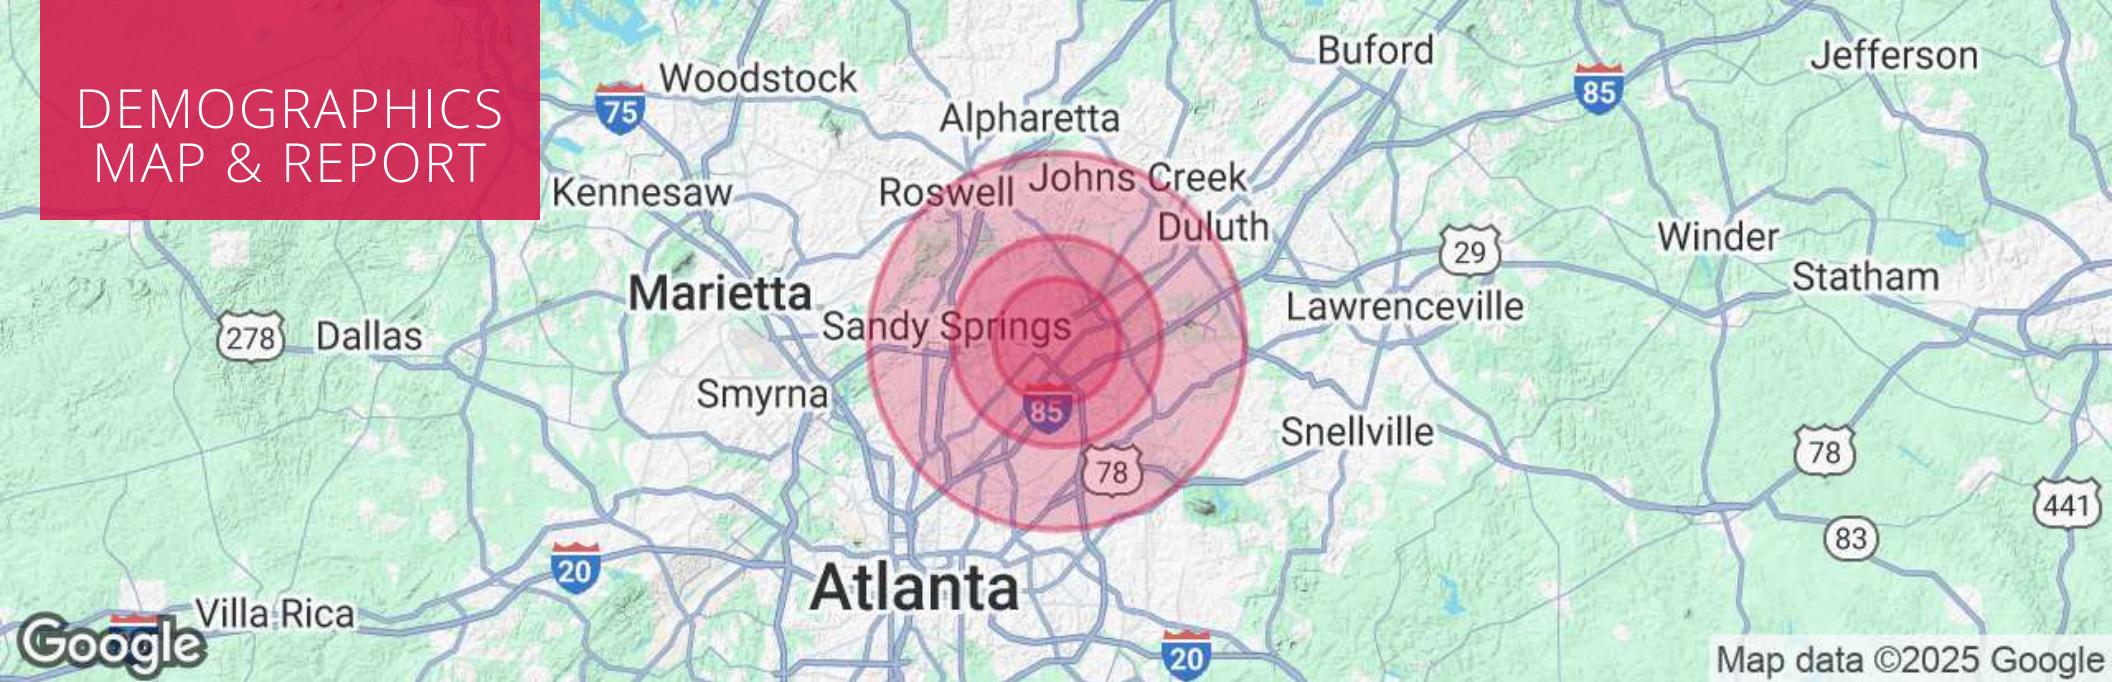 DEMOGRAPHICS
MAP & REPORT
Woodstock
Buford
Jefferson
75
85
Alpharetta
Kennesaw
Roswell
Johns Creek
Duluth
29
Winder
Marietta
Statham
278
Dallas
Sandy Springs
Lawrenceville
Smyrna
85
Snellville
78
78
441
83
20
Atlanta
Villa Rica
Google
20
Map data ©2025 Google